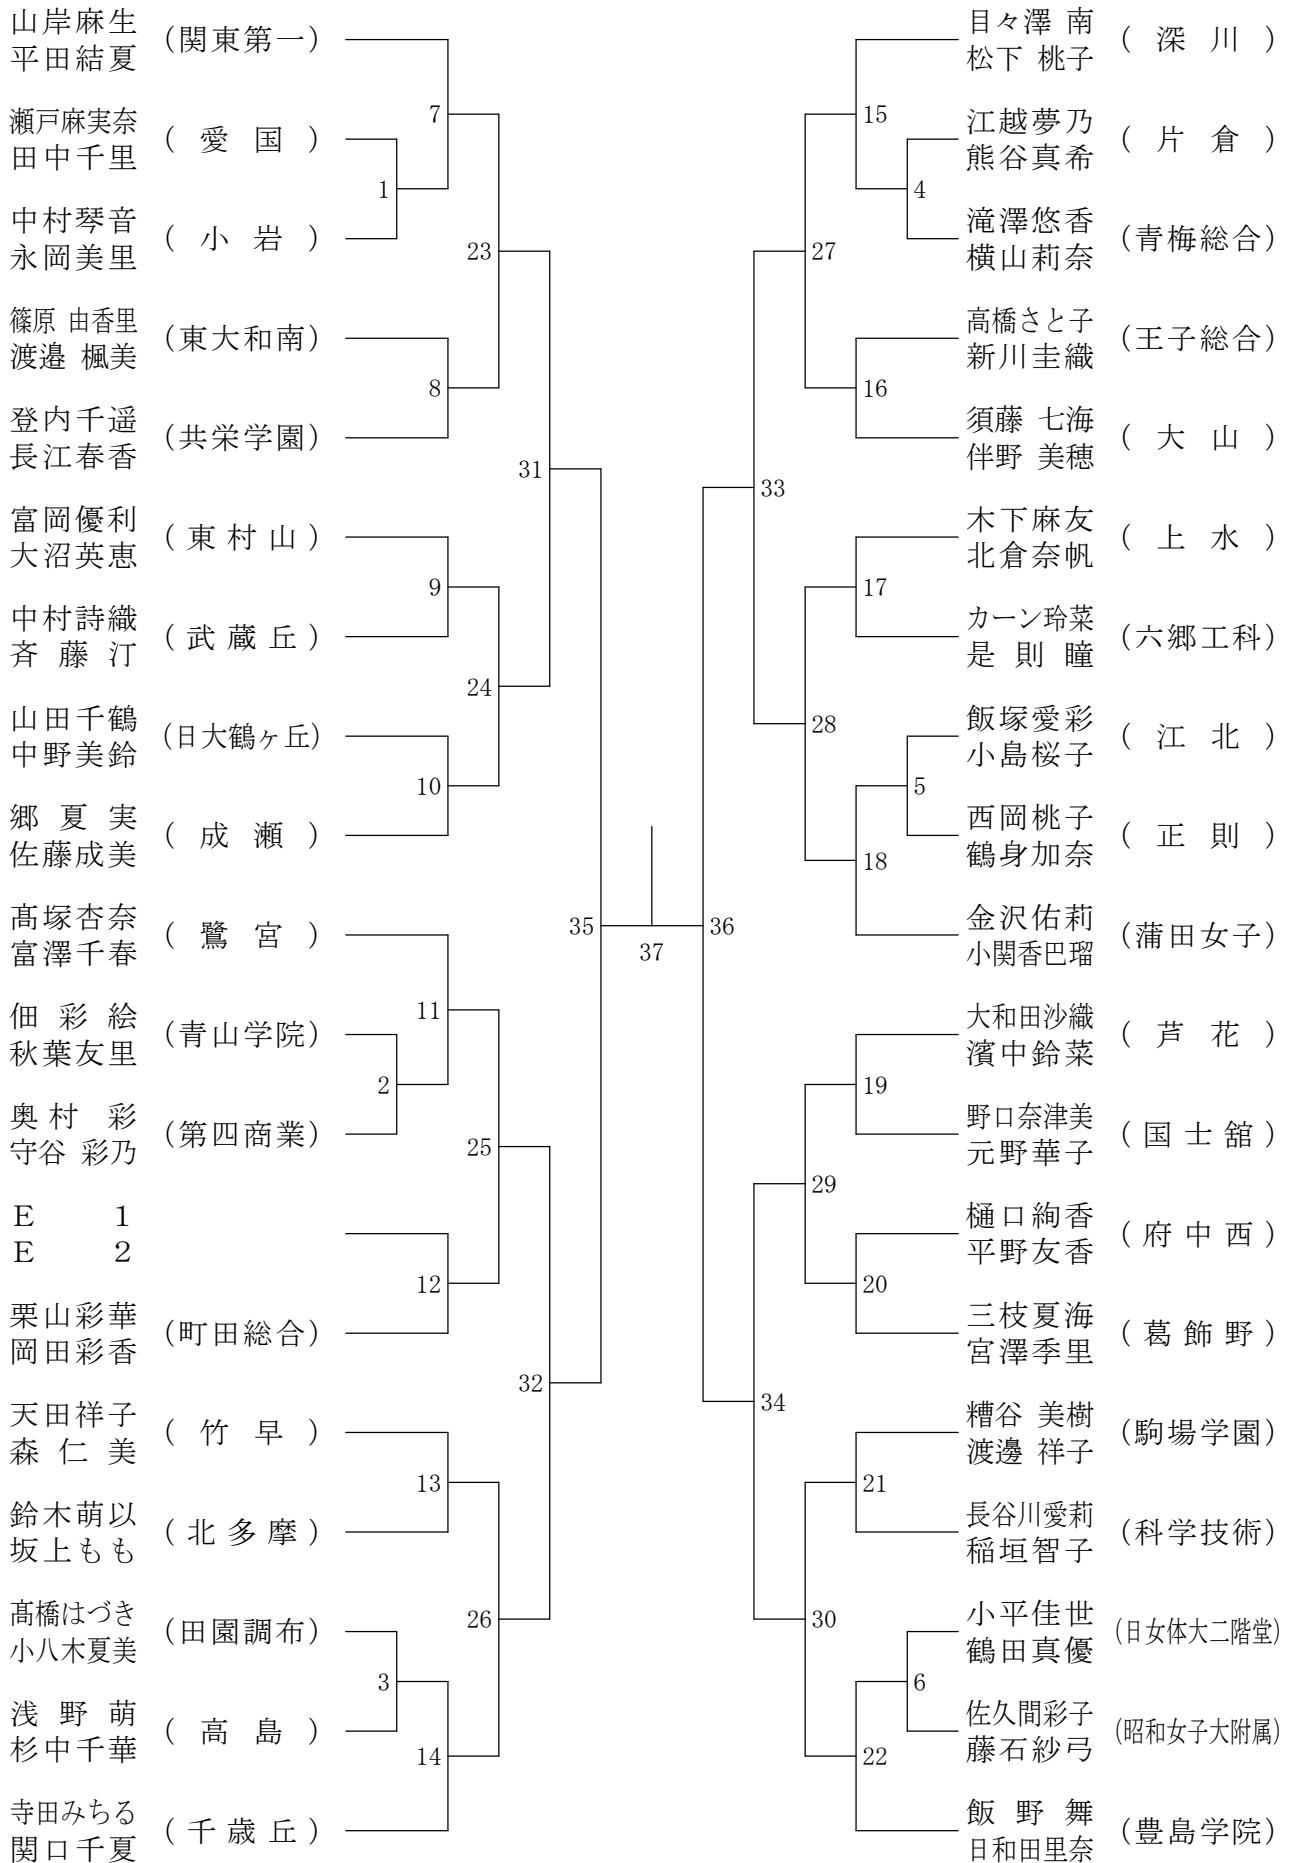 山岸麻生
平田結夏
(関東第一)
瀬戸麻実奈
田中千里
(愛国)
中村琴音
永岡美里
(小岩)
篠原 由香里
渡邉 楓美
(東大和南)
登内千遥
長江春香
(共栄学園)
富岡優利
大沼英恵
(東村山)
中村詩織
斉藤汀
(武蔵丘)
山田千鶴
中野美鈴
(日大鶴ヶ丘)
郷夏実
佐藤成美
(成瀬)
髙塚杏奈
富澤千春
(鷺宮)
佃彩絵
秋葉友里
(青山学院)
奥村 彩
守谷 彩乃
(第四商業)
E 1
E 2
栗山彩華
岡田彩香
(町田総合)
天田祥子
森仁美
(竹早)
鈴木萌以
坂上もも
(北多摩)
髙橋はづき
小八木夏美
(田園調布)
浅野萌
杉中千華
(高島)
寺田みちる
関口千夏
(千歳丘)
7
1
23
8
31
9
24
10
35
11
2
25
12
32
13
26
3
14
37
36
15
4
27
16
33
17
28
5
18
19
29
20
34
21
30
6
22
目々澤 南
松下 桃子
(深川)
江越夢乃
熊谷真希
(片倉)
滝澤悠香
横山莉奈
(青梅総合)
高橋さと子
新川圭織
(王子総合)
須藤 七海
伴野 美穂
(大山)
木下麻友
北倉奈帆
(上水)
カーン玲菜
是則瞳
(六郷工科)
飯塚愛彩
小島桜子
(江北)
西岡桃子
鶴身加奈
(正則)
金沢佑莉
小関香巴瑠
(蒲田女子)
大和田沙織
濱中鈴菜
(芦花)
野口奈津美
元野華子
(国士舘)
樋口絢香
平野友香
(府中西)
三枝夏海
宮澤季里
(葛飾野)
糟谷 美樹
渡邊 祥子
(駒場学園)
長谷川愛莉
稲垣智子
(科学技術)
小平佳世
鶴田真優
(日女体大二階堂)
佐久間彩子
藤石紗弓
(昭和女子大附属)
飯野舞
日和田里奈
(豊島学院)